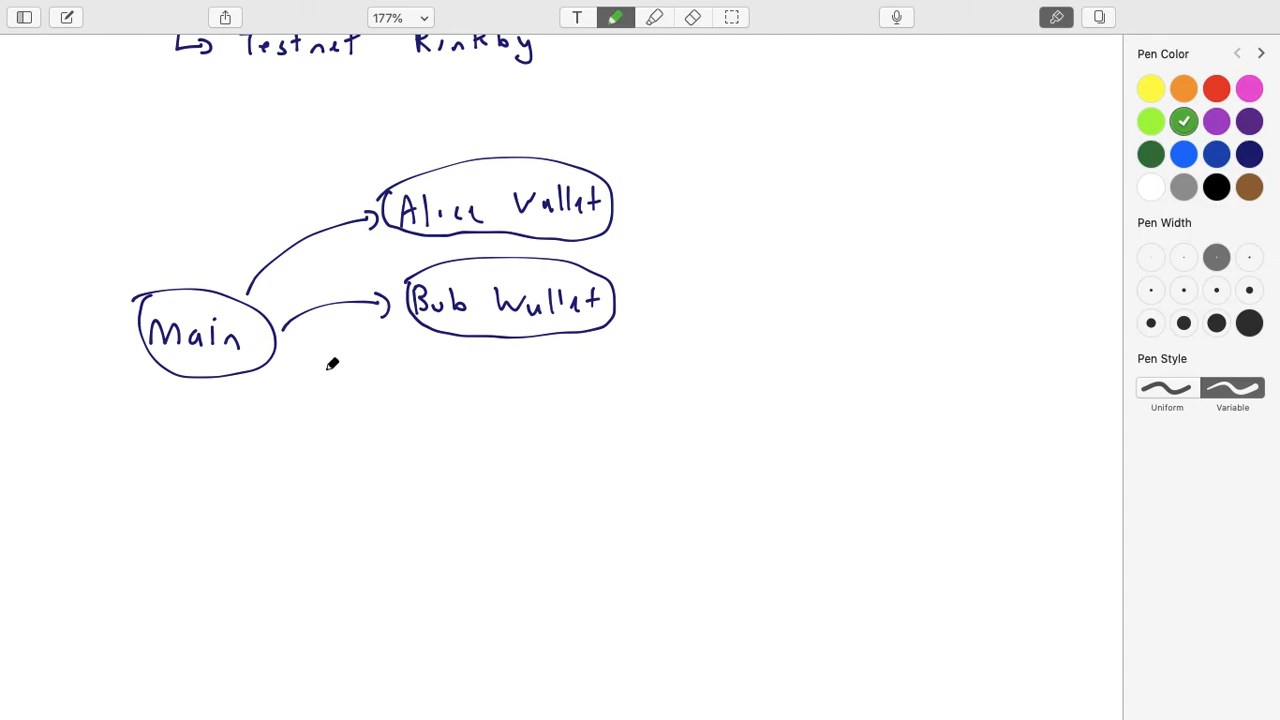 177%
T
Testnet Rinkby
Alice Wallet
Bob Wallet
Main
Pen Color
Pen Width
Pen Style
Uniform
Variable